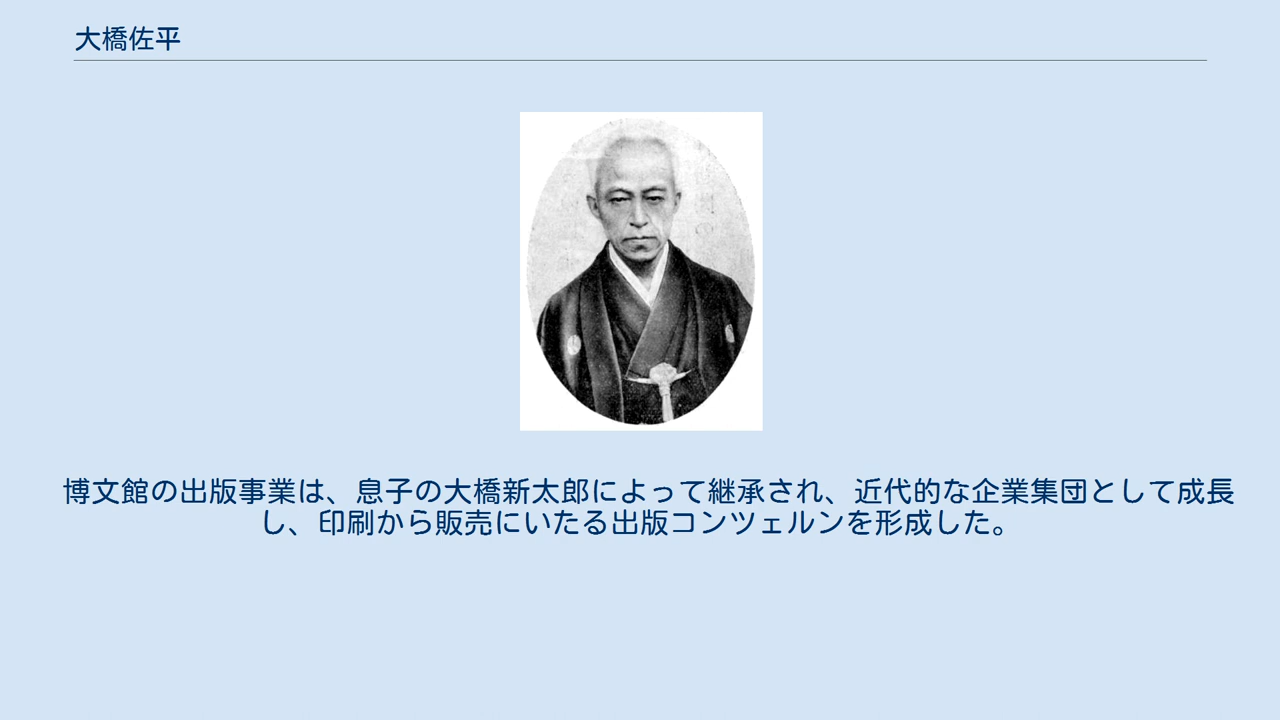 大橋佐平
博文館の出版事業は、息子の大橋新太郎によって継承され、近代的な企業集団として成長
し、印刷から販売にいたる出版コンツェルンを形成した。